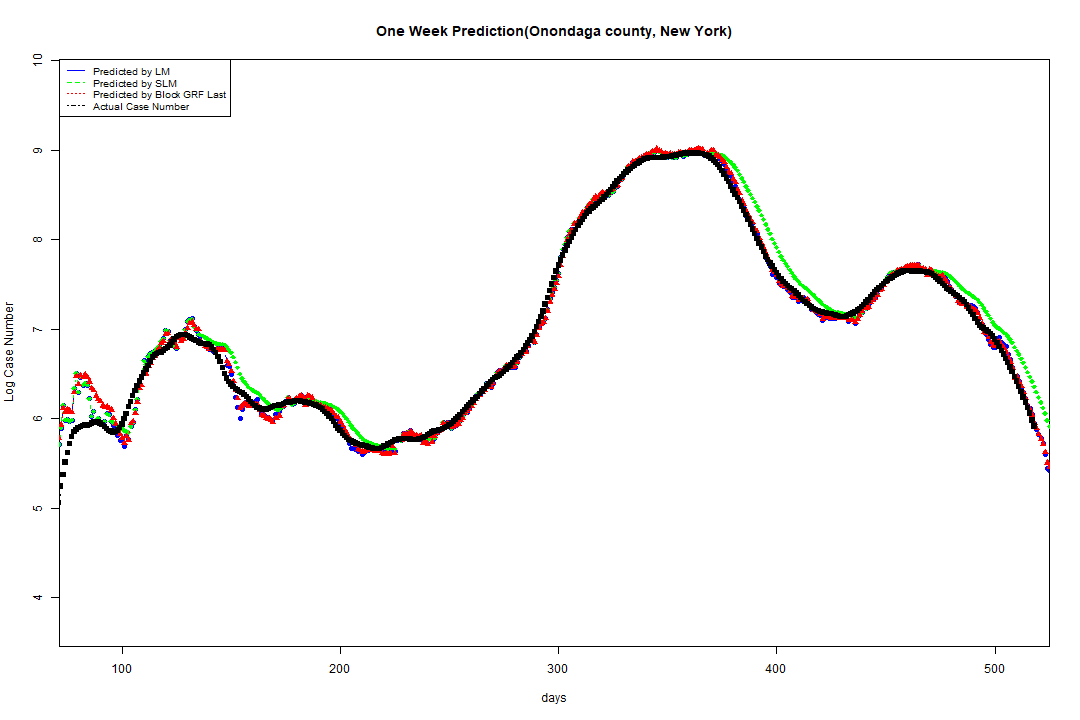 One Week Prediction(Onondaga county, New York)
Predicted by LM
Predicted by SLM
Predicted by Block GRF Last
Actual Case Number
Log Case Number
10
9
8
7
6
5
4
100 200 300 400 500
days